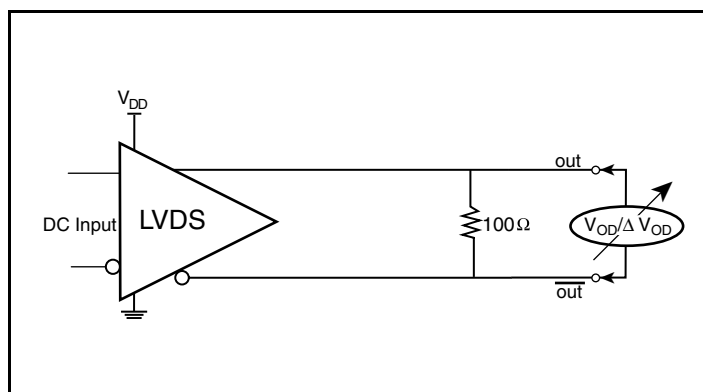 V_DD
out
DC Input
LVDS
100Ω
V_OD/Δ V_OD
out